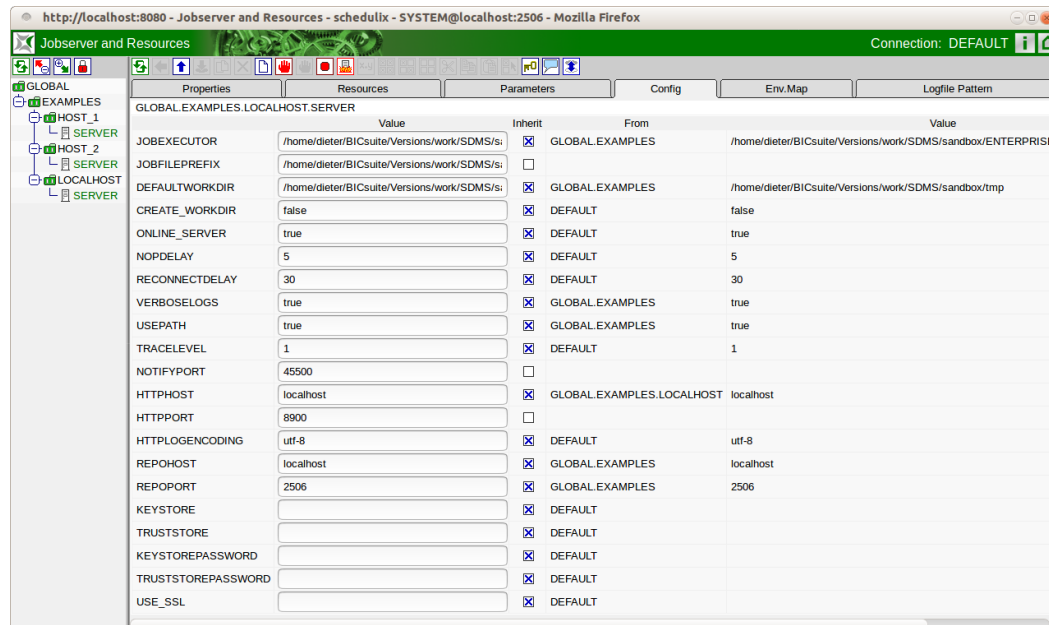 http://localhost:8080 - Jobserver and Resources - schedulix - SYSTEM@localhost:2506 - Mozilla Firefox
Jobserver and Resources Connection: DEFAULT
GLOBAL
EXAMPLES
HOST_1
SERVER
HOST_2
SERVER
LOCALHOST
SERVER
Properties Resources Parameters Config Env.Map Logfile Pattern
GLOBAL.EXAMPLES.LOCALHOST.SERVER
Value Inherit From Value
JOBEXECUTOR /home/dieter/BICsuite/Versions/work/SDMS/sa GLOBAL.EXAMPLES /home/dieter/BICsuite/Versions/work/SDMS/sandbox/ENTERPRISE
JOBFILEPREFIX /home/dieter/BICsuite/Versions/work/SDMS/sa
DEFAULTWORKDIR /home/dieter/BICsuite/Versions/work/SDMS/sa GLOBAL.EXAMPLES /home/dieter/BICsuite/Versions/work/SDMS/sandbox/tmp
CREATE_WORKDIR false DEFAULT false
ONLINE_SERVER true DEFAULT true
NOPDELAY 5 DEFAULT 5
RECONNECTDELAY 30 DEFAULT 30
VERBOSELOGS true GLOBAL.EXAMPLES true
USEPATH true GLOBAL.EXAMPLES true
TRACELEVEL 1 DEFAULT 1
NOTIFYPORT 45500
HTTPHOST localhost GLOBAL.EXAMPLES.LOCALHOST localhost
HTTPPORT 8900
HTTPLOGENCODING utf-8 DEFAULT utf-8
REPOHOST localhost GLOBAL.EXAMPLES localhost
REPOPORT 2506 GLOBAL.EXAMPLES 2506
KEYSTORE DEFAULT
TRUSTSTORE DEFAULT
KEYSTOREPASSWORD DEFAULT
TRUSTSTOREPASSWORD DEFAULT
USE_SSL DEFAULT